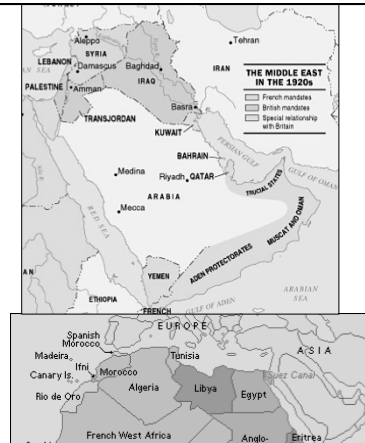 Aleppo
Tehran
LEBANON
SYRIA
Damascus
Baghdad
IRAN
PALESTINE
IRAQ
Amman
THE MIDDLE EAST
IN THE 1920s
French mandates
British mandates
Special relationship
with Britain
Basra
TRANSJORDAN
KUWAIT
PERSIAN GULF
BAHRAIN
GULF OF OMAN
Medina
Riyadh
QATAR
TRUCIAL STATES
ARABIA
Mecca
MUSCAT AND OMAN
RED SEA
ADEN PROTECTORATES
YEMEN
ARABIAN
SEA
ETHIOPIA
GULF OF ADEN
FRENCH
EUROPE
Spanish
Morocco
ASIA
Madeira
Tunisia
Ifni
Morocco
Canary Is.
Suez Canal
Algeria
Libya
Egypt
Rio de Oro
French West Africa
Anglo-
Eritrea